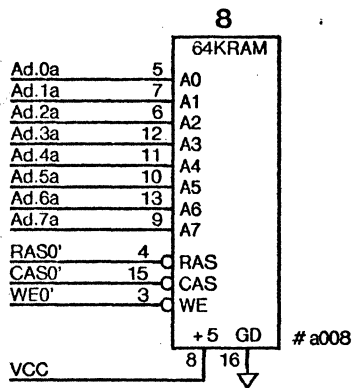 8
64KRAM
Ad.0a 5 A0
Ad.1a 7 A1
Ad.2a 6 A2
Ad.3a 12 A3
Ad.4a 11 A4
Ad.5a 10 A5
Ad.6a 13 A6
Ad.7a 9 A7
RAS0' 4 RAS
CAS0' 15 CAS
WE0' 3 WE
+5 GD #a008
VCC 8 16